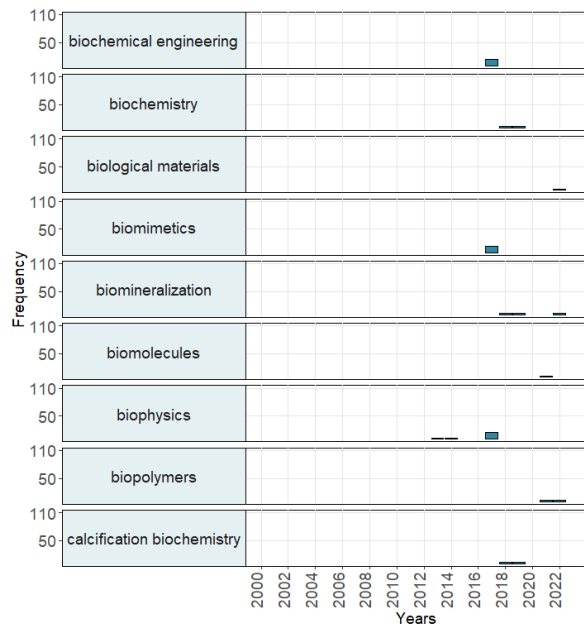 110
50
biochemical engineering
110
50
biochemistry
110
50
biological materials
110
50
biomimetics
110
50
biomineralization
110
50
biomolecules
110
50
biophysics
110
50
biopolymers
110
50
calcification biochemistry
Frequency
2000 2002 2004 2006 2008 2010 2012 2014 2016 2018 2020 2022
Years